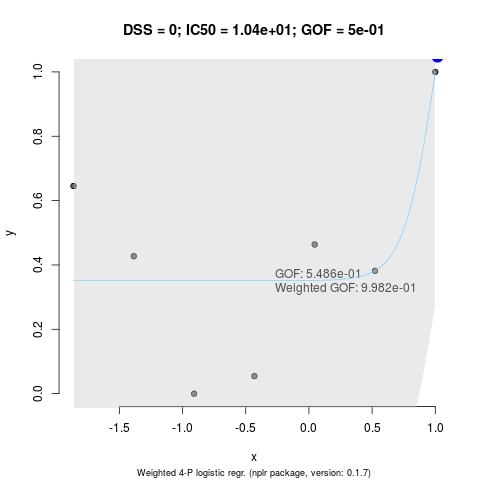 DSS = 0; IC50 = 1.04e+01; GOF = 5e-01
1.0
0.8
0.6
0.4
0.2
0.0
y
GOF: 5.486e-01
Weighted GOF: 9.982e-01
-1.5 -1.0 -0.5 0.0 0.5 1.0
x
Weighted 4-P logistic regr. (nplr package, version: 0.1.7)